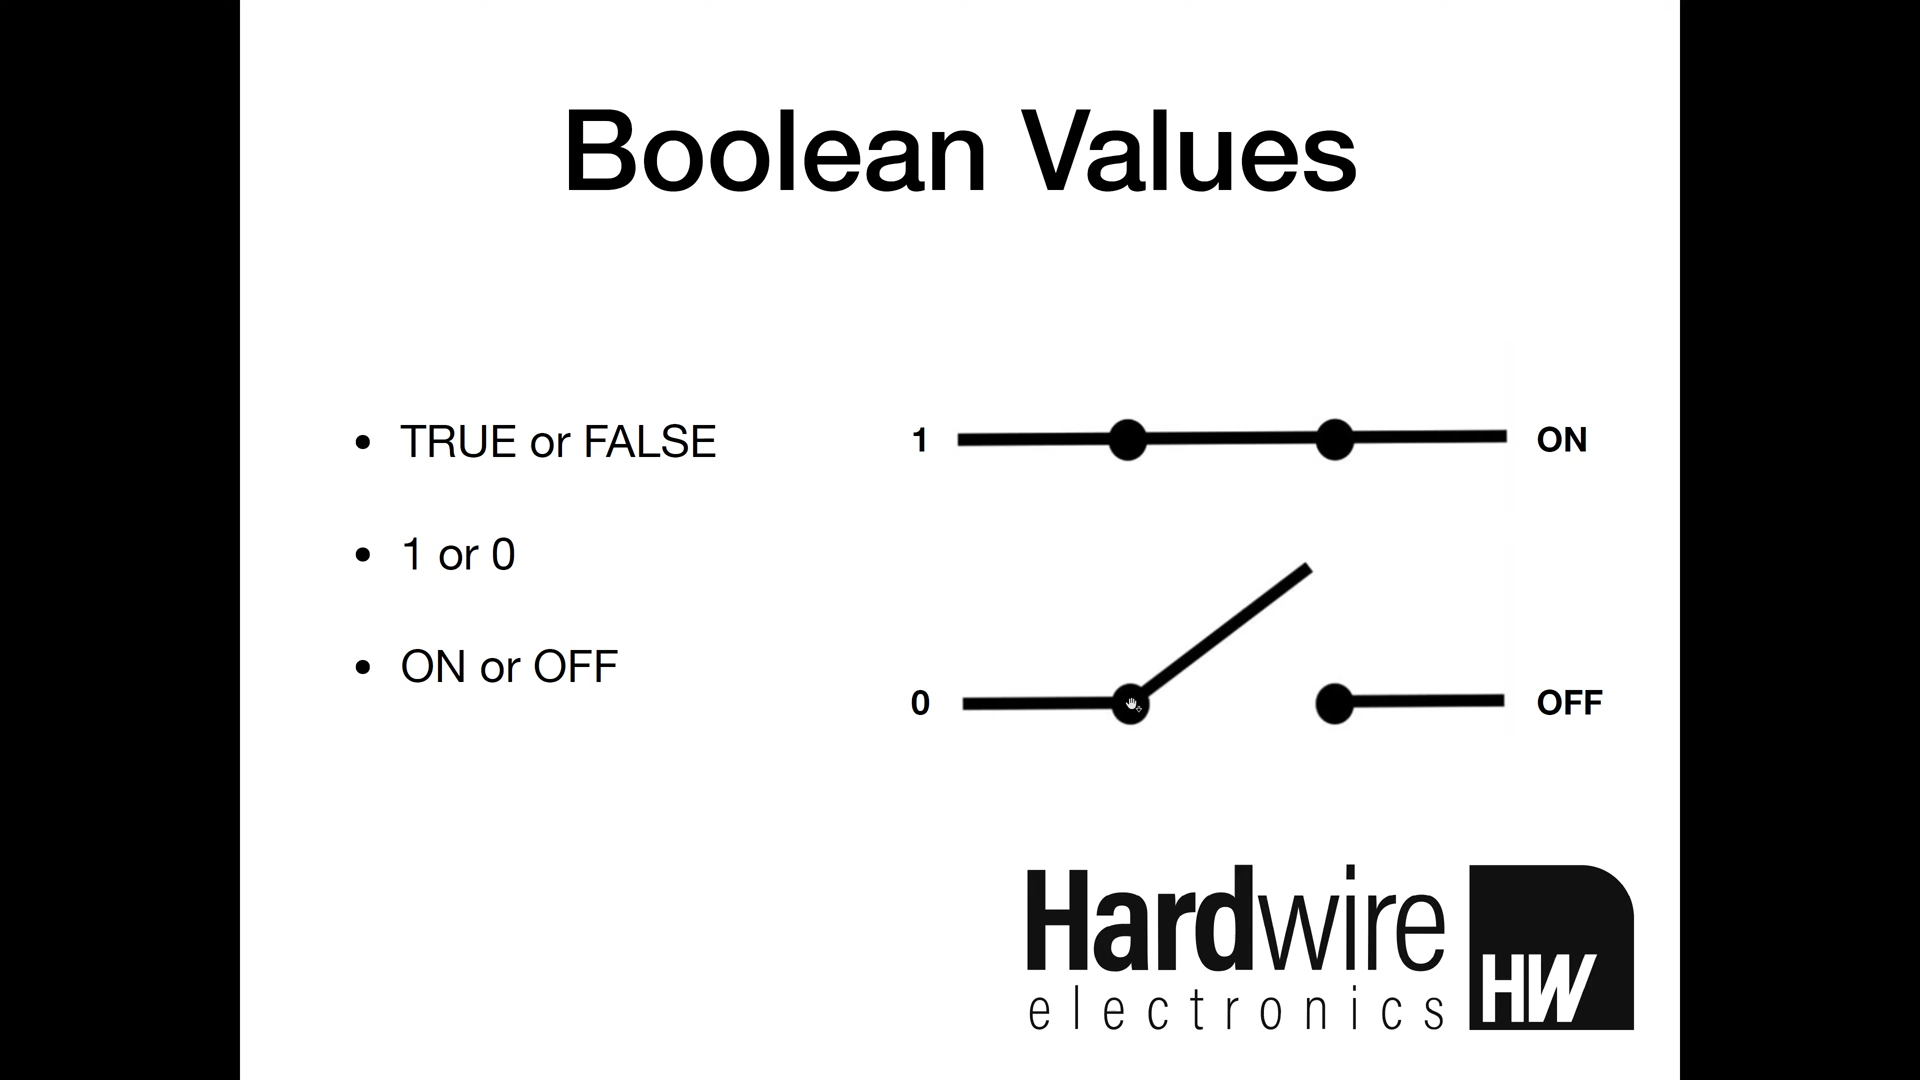 Boolean Values
• TRUE or FALSE
• 1 or 0
• ON or OFF
1 ON
0 OFF
Hardwire
electronics
HW